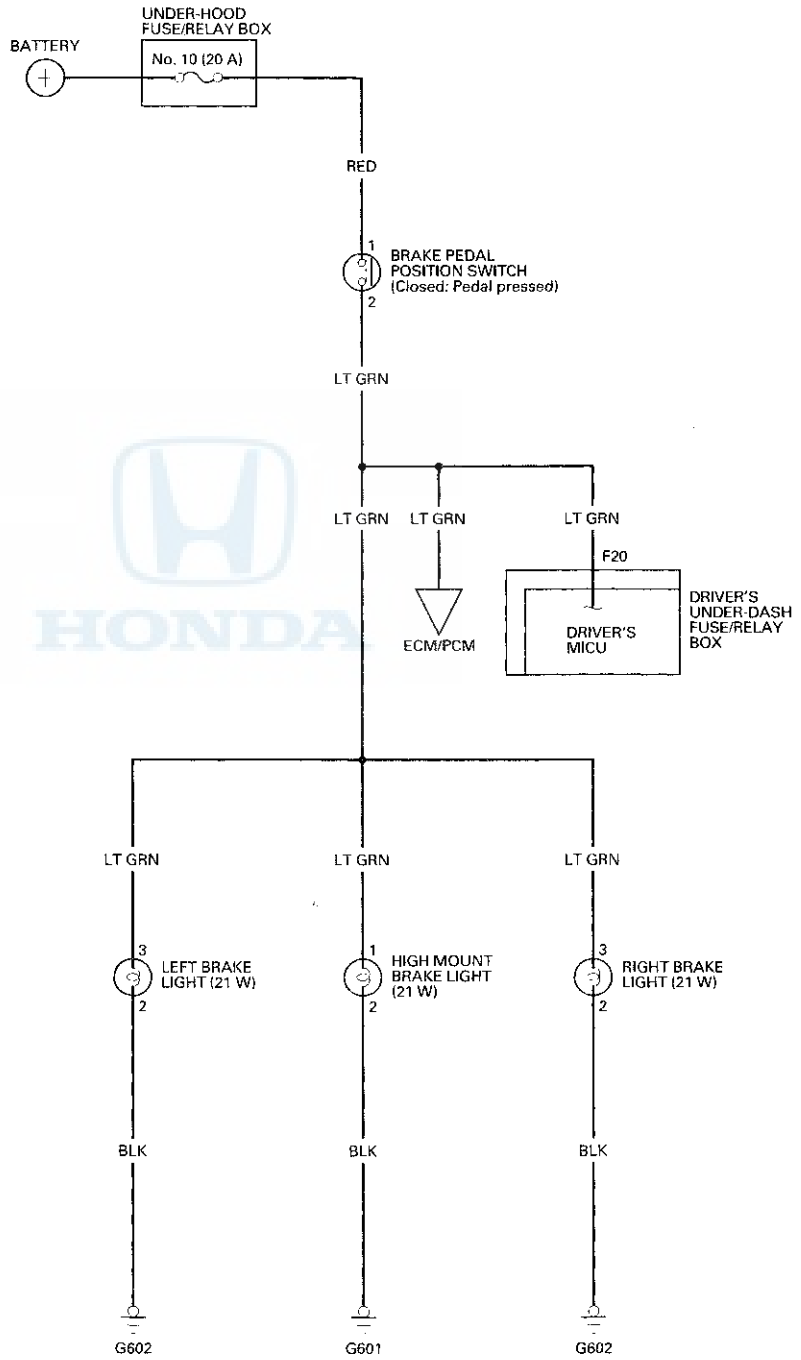 UNDER-HOOD
FUSE/RELAY BOX
BATTERY
No. 10 (20 A)
+
RED
1
BRAKE PEDAL
POSITION SWITCH
(Closed: Pedal pressed)
2
LT GRN
LT GRN
LT GRN
LT GRN
F20
DRIVER'S
UNDER-DASH
FUSE/RELAY
BOX
DRIVER'S
MICU
ECM/PCM
HONDA
LT GRN
LT GRN
LT GRN
3
LEFT BRAKE
LIGHT (21 W)
2
1
HIGH MOUNT
BRAKE LIGHT
(21 W)
2
3
RIGHT BRAKE
LIGHT (21 W)
2
BLK
BLK
BLK
G602
G601
G602